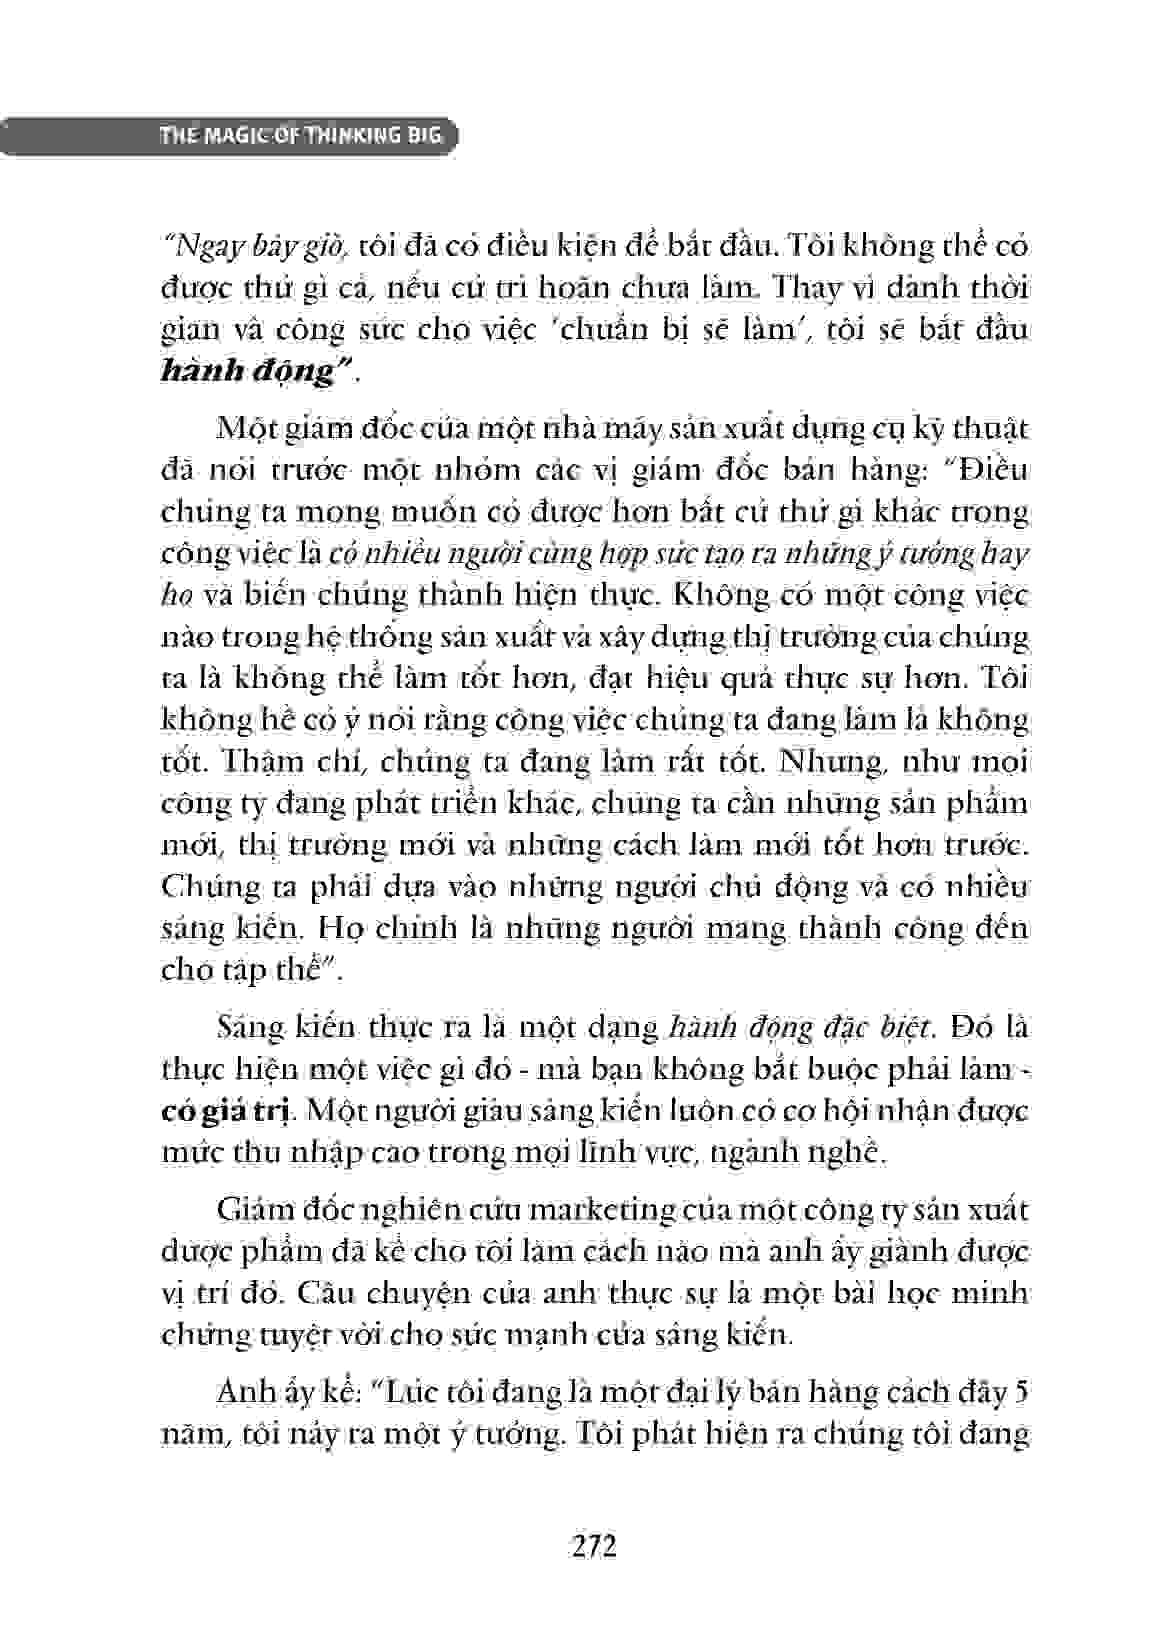 THE MAGIC OF THINKING BIG
“Ngay bây giờ, tôi đã có điều kiện để bắt đầu. Tôi không thể có
được thứ gì cả, nếu cứ trì hoãn chưa làm. Thay vì dành thời
gian và công sức cho việc ‘chuẩn bị sẽ làm’, tôi sẽ bắt đầu
hành động”.
Một giám đốc của một nhà máy sản xuất dụng cụ kỹ thuật
đã nói trước một nhóm các vị giám đốc bán hàng: “Điều
chúng ta mong muốn có được hơn bất cứ thứ gì khác trong
công việc là có nhiều người cùng hợp sức tạo ra những ý tưởng hay
ho và biến chúng thành hiện thực. Không có một công việc
nào trong hệ thống sản xuất và xây dựng thị trường của chúng
ta là không thể làm tốt hơn, đạt hiệu quả thực sự hơn. Tôi
không hề có ý nói rằng công việc chúng ta đang làm là không
tốt. Thậm chí, chúng ta đang làm rất tốt. Nhưng, như mọi
công ty đang phát triển khác, chúng ta cần những sản phẩm
mới, thị trường mới và những cách làm mới tốt hơn trước.
Chúng ta phải dựa vào những người chủ động và có nhiều
sáng kiến. Họ chính là những người mang thành công đến
cho tập thể”.
Sáng kiến thực ra là một dạng hành động đặc biệt. Đó là
thực hiện một việc gì đó - mà bạn không bắt buộc phải làm -
có giá trị. Một người giàu sáng kiến luôn có cơ hội nhận được
mức thu nhập cao trong mọi lĩnh vực, ngành nghề.
Giám đốc nghiên cứu marketing của một công ty sản xuất
dược phẩm đã kể cho tôi làm cách nào mà anh ấy giành được
vị trí đó. Câu chuyện của anh thực sự là một bài học minh
chứng tuyệt vời cho sức mạnh của sáng kiến.
Anh ấy kể: “Lúc tôi đang là một đại lý bán hàng cách đây 5
năm, tôi nảy ra một ý tưởng. Tôi phát hiện ra chúng tôi đang
272